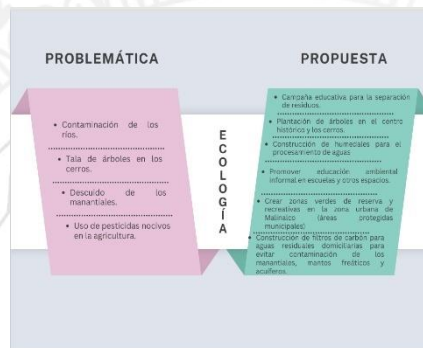 PROBLEMÁTICA
• Contaminación de los
ríos.
• Tala de árboles en los
cerros.
• Descuido de los
manantiales.
• Uso de pesticidas nocivos
en la agricultura.
ECOLOGÍA
PROPUESTA
• Campaña educativa para la separación
de residuos.
• Plantación de árboles en el centro
histórico y los cerros.
• Construcción de humedales para el
procesamiento de aguas
• Promover educación ambiental
informal en escuelas y otros espacios.
• Crear zonas verdes de reserva y
recreativas en la zona urbana de
Malinalco (áreas protegidas
municipales)
• Construcción de filtros de carbón para
aguas residuales domiciliarias para
evitar contaminación de los
manantiales, mantos freáticos y
acuíferos.